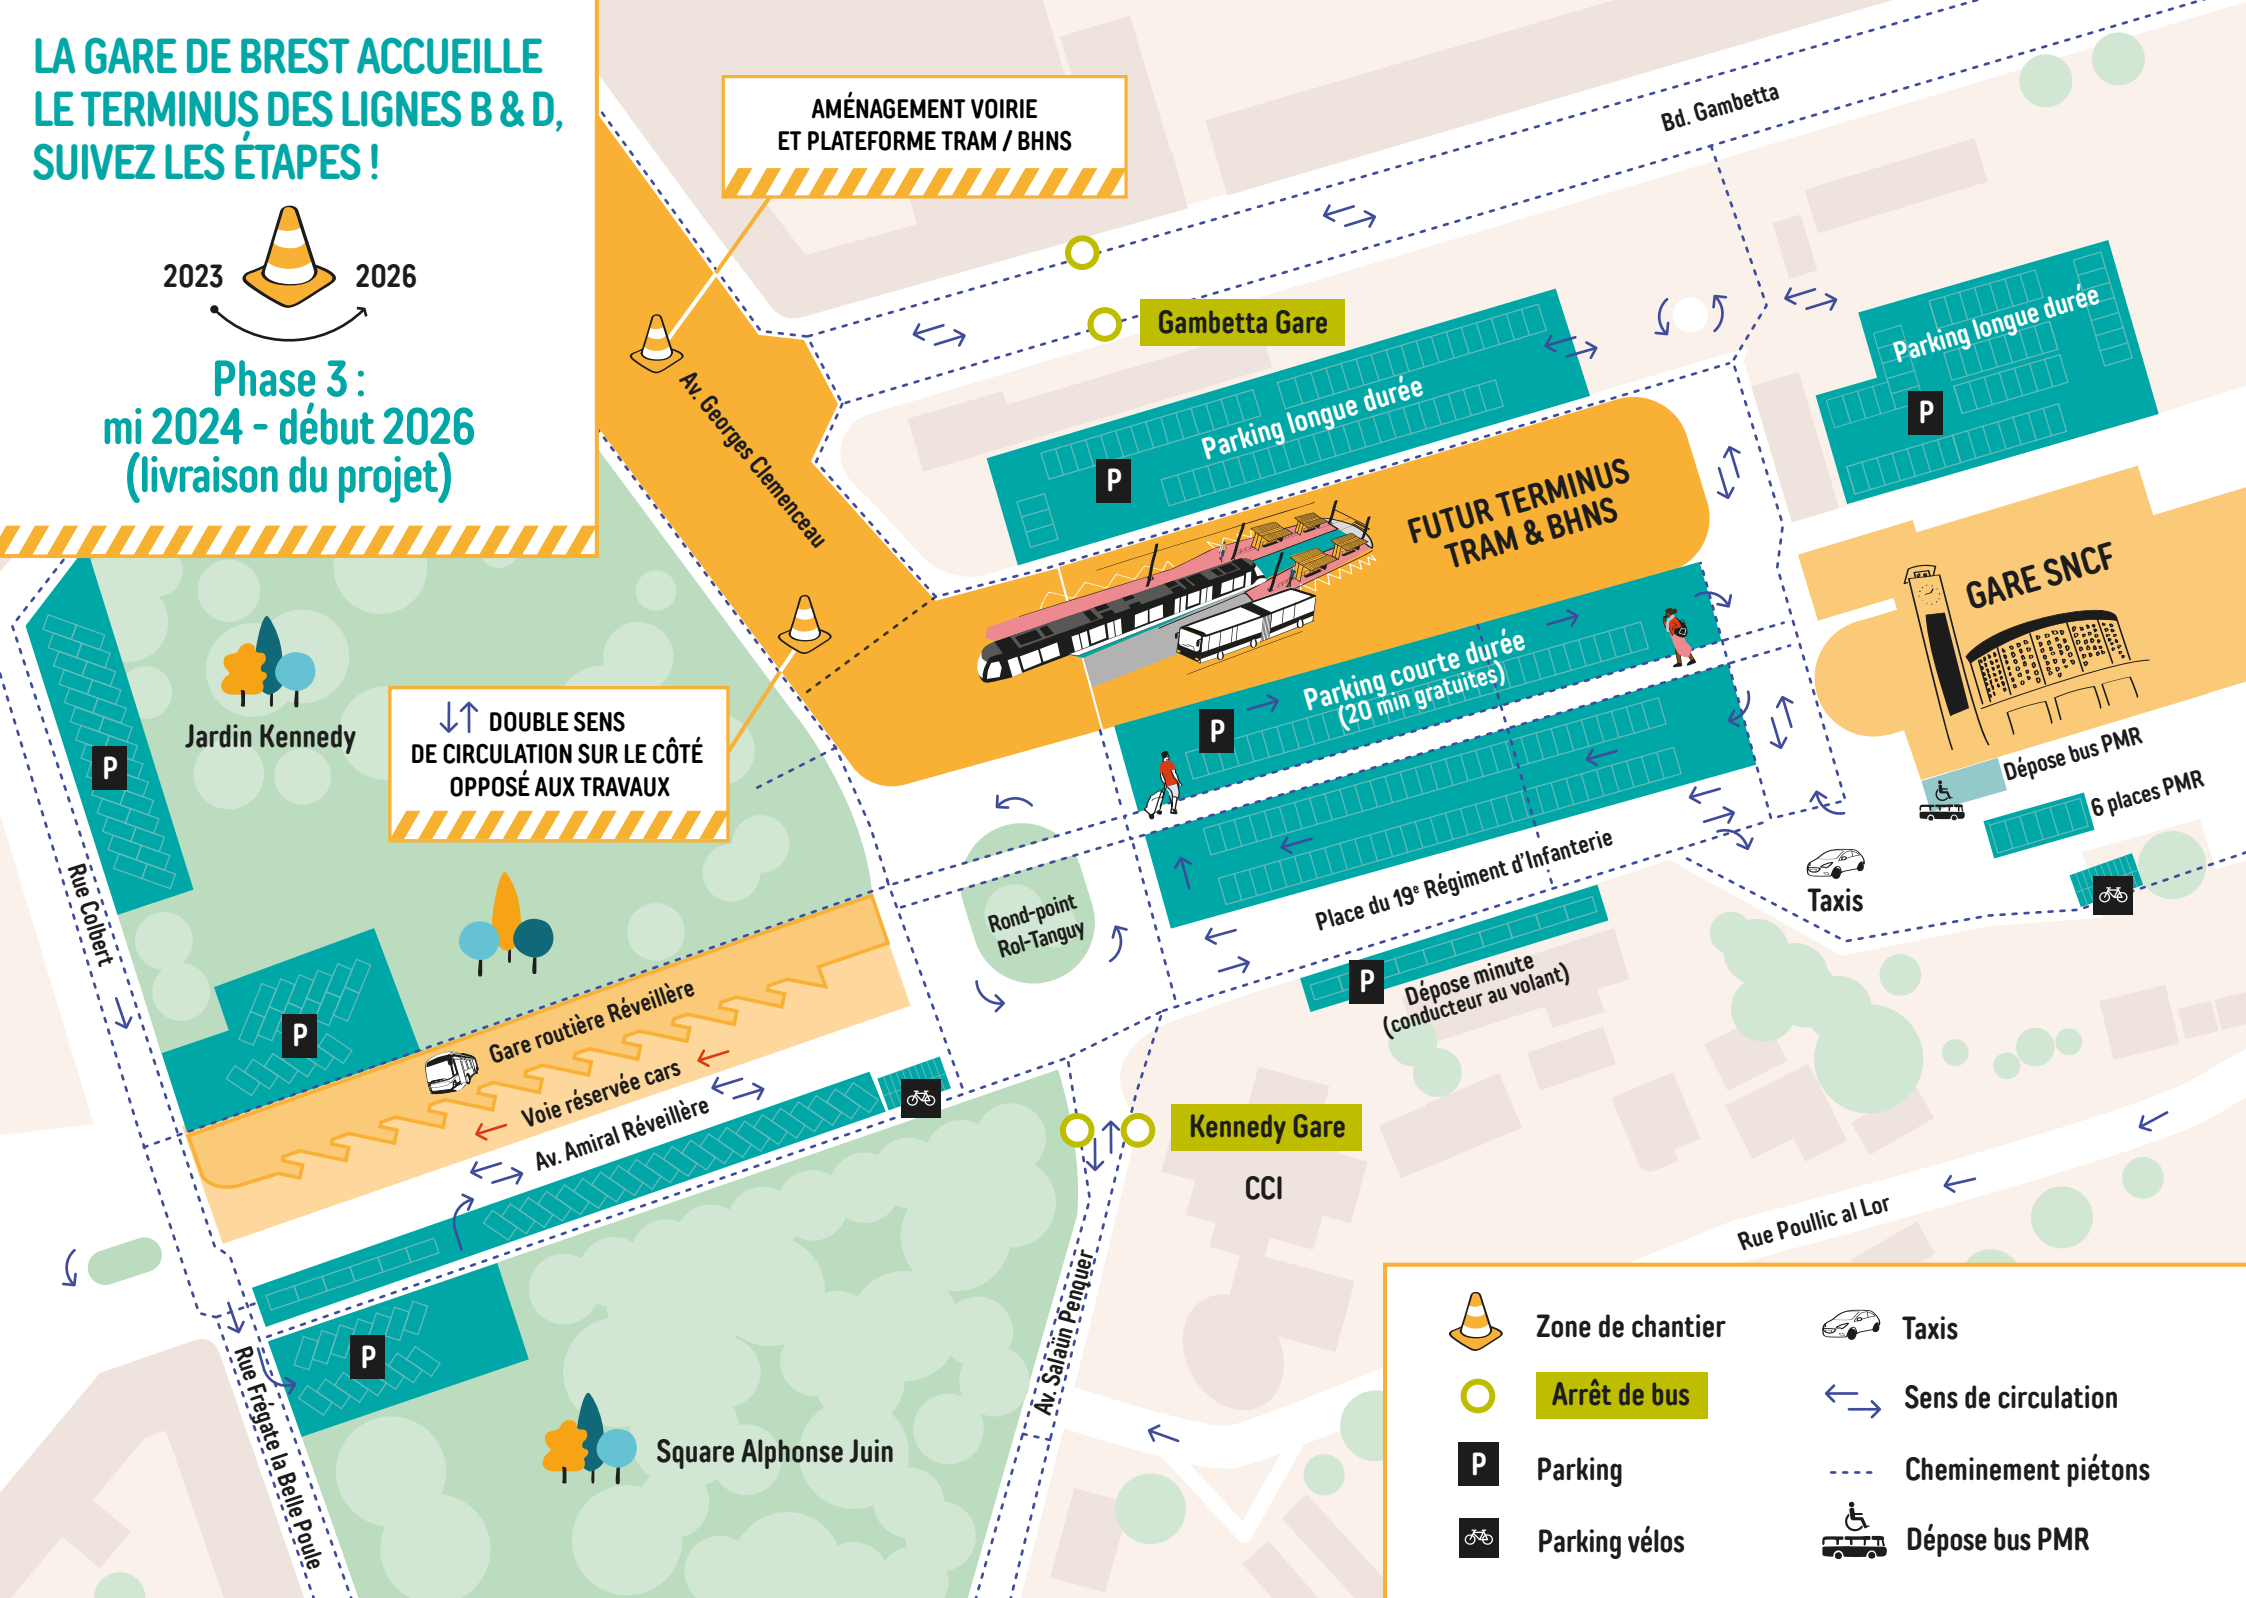 LA GARE DE BREST ACCUEILLE
LE TERMINUS DES LIGNES B & D,
SUIVEZ LES ÉTAPES !
2023
2026
Phase 3 :
mi 2024 - début 2026
(livraison du projet)
AMÉNAGEMENT VOIRIE
ET PLATEFORME TRAM / BHNS
Bd. Gambetta
Gambetta Gare
Av. Georges Clemenceau
Parking longue durée
P
Parking longue durée
P
FUTUR TERMINUS
TRAM & BHNS
GARE SNCF
Parking courte durée
(20 min gratuites)
P
Jardin Kennedy
P
↓↑ DOUBLE SENS
DE CIRCULATION SUR LE CÔTÉ
OPPOSÉ AUX TRAVAUX
Dépose bus PMR
6 places PMR
Taxis
Place du 19e Régiment d'Infanterie
Rond-point
Rol-Tanguy
P
Dépose minute
(conducteur au volant)
Rue Colbert
P
Gare routière Réveillère
Voie réservée cars
Av. Amiral Réveillère
Kennedy Gare
CCI
Rue Poullic al Lor
Av. Salaün Penquer
P
Rue Frégate la Belle Poule
Square Alphonse Juin
Zone de chantier
Arrêt de bus
P
Parking
Parking vélos
Taxis
Sens de circulation
Cheminement piétons
Dépose bus PMR